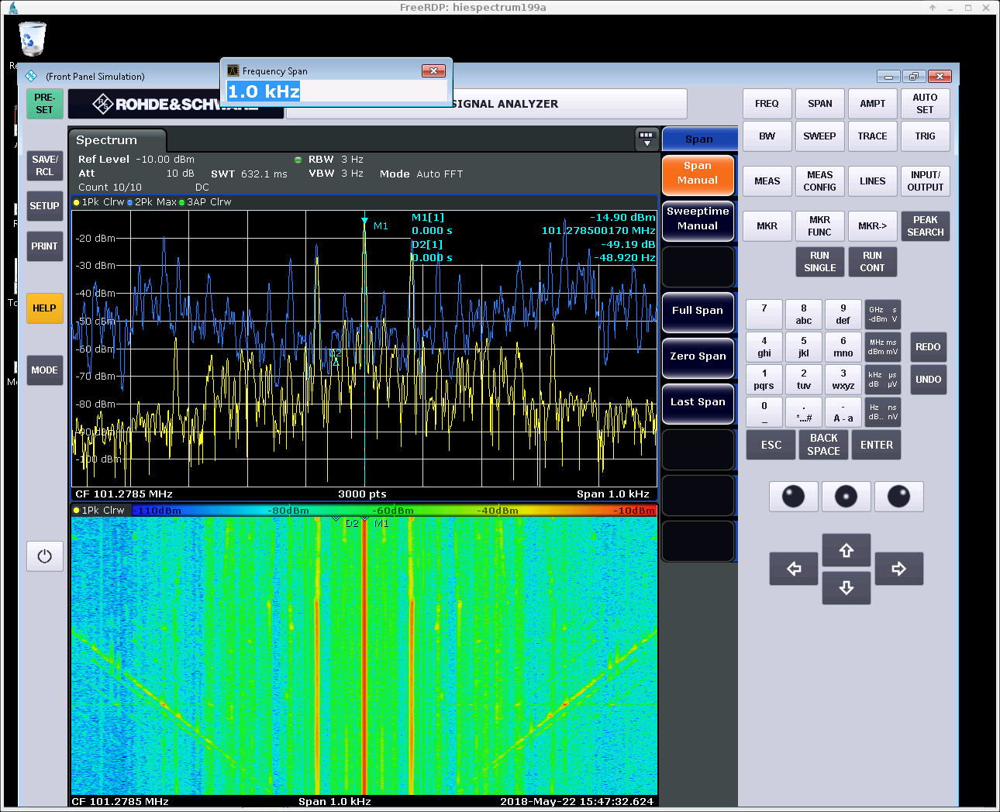 FreeRDP: hiespectrum199a
(Front Panel Simulation)
Frequency Span
1.0 kHz
PRE-
SET
ROHDE&SCHW
SIGNAL ANALYZER
FREQ
SPAN
AMPT
AUTO
SET
BW
SWEEP
TRACE
TRIG
MEAS
MEAS
CONFIG
LINES
INPUT/
OUTPUT
MKR
MKR
FUNC
MKR->
PEAK
SEARCH
RUN
SINGLE
RUN
CONT
SAVE/
RCL
SETUP
PRINT
HELP
MODE
Spectrum
Ref Level -10.00 dBm
RBW 3 Hz
Att 10 dB SWT 632.1 ms
VBW 3 Hz Mode Auto FFT
Count 10/10 DC
1Pk Clrw 2Pk Max 3AP Clrw
M1[1] -14.90 dBm
0.000 s 101.278500170 MHz
D2[1] -49.19 dB
0.000 s -48.920 Hz
M1
D2
-20 dBm
-30 dBm
-40 dBm
-50 dBm
-60 dBm
-70 dBm
-80 dBm
-90 dBm
-100 dBm
CF 101.2785 MHz 3000 pts Span 1.0 kHz
1Pk Clrw -110dBm -80dBm -60dBm -40dBm -10dBm
D2 M1
CF 101.2785 MHz Span 1.0 kHz 2018-May-22 15:47:32.624
Span
Span
Manual
Sweeptime
Manual
Full Span
Zero Span
Last Span
7
8
abc
9
def
GHz s
-dBm V
4
ghi
5
jkl
6
mno
MHz ms
dBm mV
REDO
1
pqrs
2
tuv
3
wxyz
kHz µs
dB µV
UNDO
0
_
.
*...#
-
A - a
Hz ns
dB.. nV
ESC
BACK
SPACE
ENTER